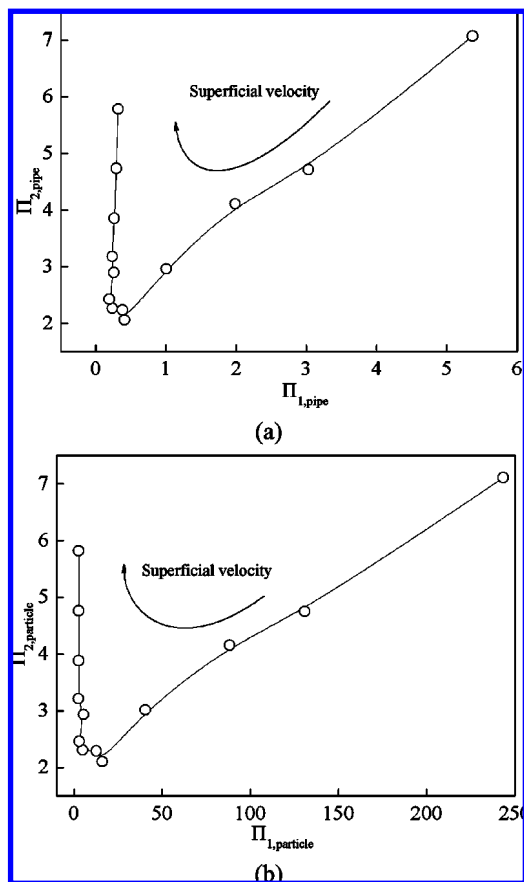 7
6
5
4
3
2
Π2,pipe
Superficial velocity
0 1 2 3 4 5 6
Π1,pipe
(a)
7
6
5
4
3
2
Π2,particle
Superficial velocity
0 50 100 150 200 250
Π1,particle
(b)